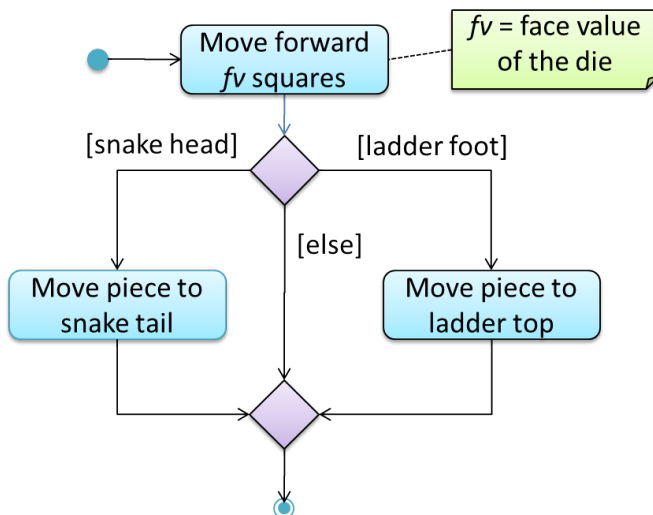 Move forward
fv squares
fv = face value
of the die
[snake head]
[ladder foot]
[else]
Move piece to
snake tail
Move piece to
ladder top